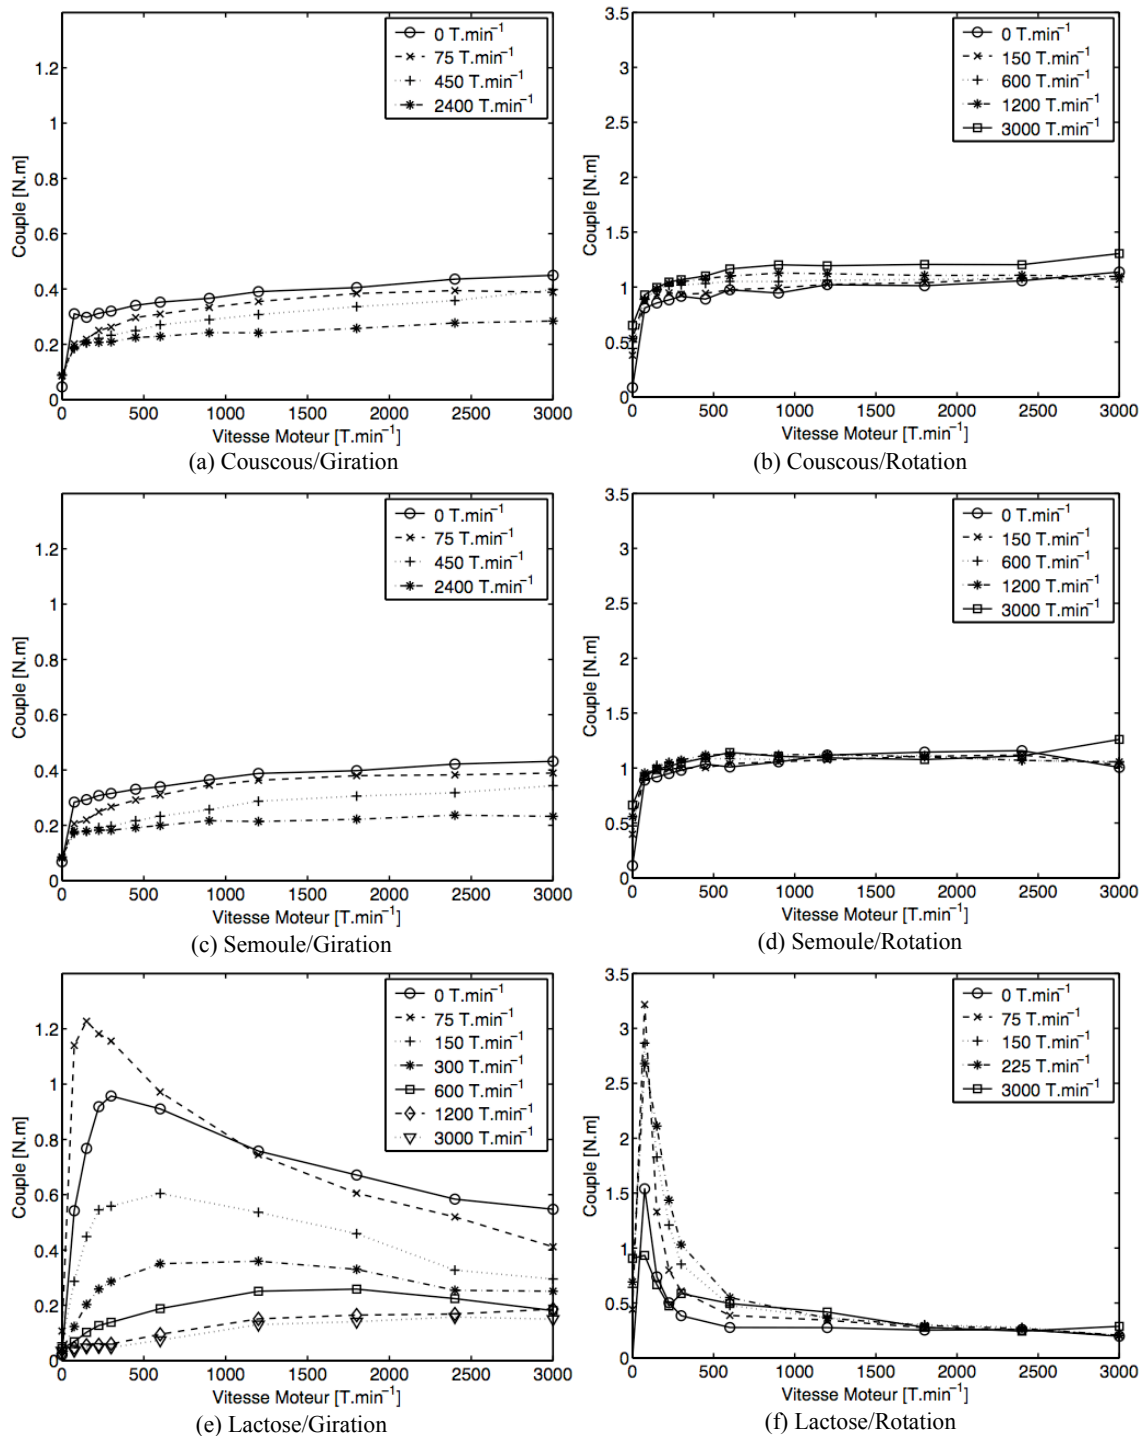 0 T.min⁻¹
75 T.min⁻¹
450 T.min⁻¹
2400 T.min⁻¹
1.2
1
0.8
0.6
0.4
0.2
0
Couple [N.m]
0 500 1000 1500 2000 2500 3000
Vitesse Moteur [T.min⁻¹]
(a) Couscous/Giration
0 T.min⁻¹
150 T.min⁻¹
600 T.min⁻¹
1200 T.min⁻¹
3000 T.min⁻¹
3.5
3
2.5
2
1.5
1
0.5
0
Couple [N.m]
0 500 1000 1500 2000 2500 3000
Vitesse Moteur [T.min⁻¹]
(b) Couscous/Rotation
0 T.min⁻¹
75 T.min⁻¹
450 T.min⁻¹
2400 T.min⁻¹
1.2
1
0.8
0.6
0.4
0.2
0
Couple [N.m]
0 500 1000 1500 2000 2500 3000
Vitesse Moteur [T.min⁻¹]
(c) Semoule/Giration
0 T.min⁻¹
150 T.min⁻¹
600 T.min⁻¹
1200 T.min⁻¹
3000 T.min⁻¹
3.5
3
2.5
2
1.5
1
0.5
0
Couple [N.m]
0 500 1000 1500 2000 2500 3000
Vitesse Moteur [T.min⁻¹]
(d) Semoule/Rotation
0 T.min⁻¹
75 T.min⁻¹
150 T.min⁻¹
300 T.min⁻¹
600 T.min⁻¹
1200 T.min⁻¹
3000 T.min⁻¹
1.2
1
0.8
0.6
0.4
0.2
0
Couple [N.m]
0 500 1000 1500 2000 2500 3000
Vitesse Moteur [T.min⁻¹]
(e) Lactose/Giration
0 T.min⁻¹
75 T.min⁻¹
150 T.min⁻¹
225 T.min⁻¹
3000 T.min⁻¹
3.5
3
2.5
2
1.5
1
0.5
0
Couple [N.m]
0 500 1000 1500 2000 2500 3000
Vitesse Moteur [T.min⁻¹]
(f) Lactose/Rotation